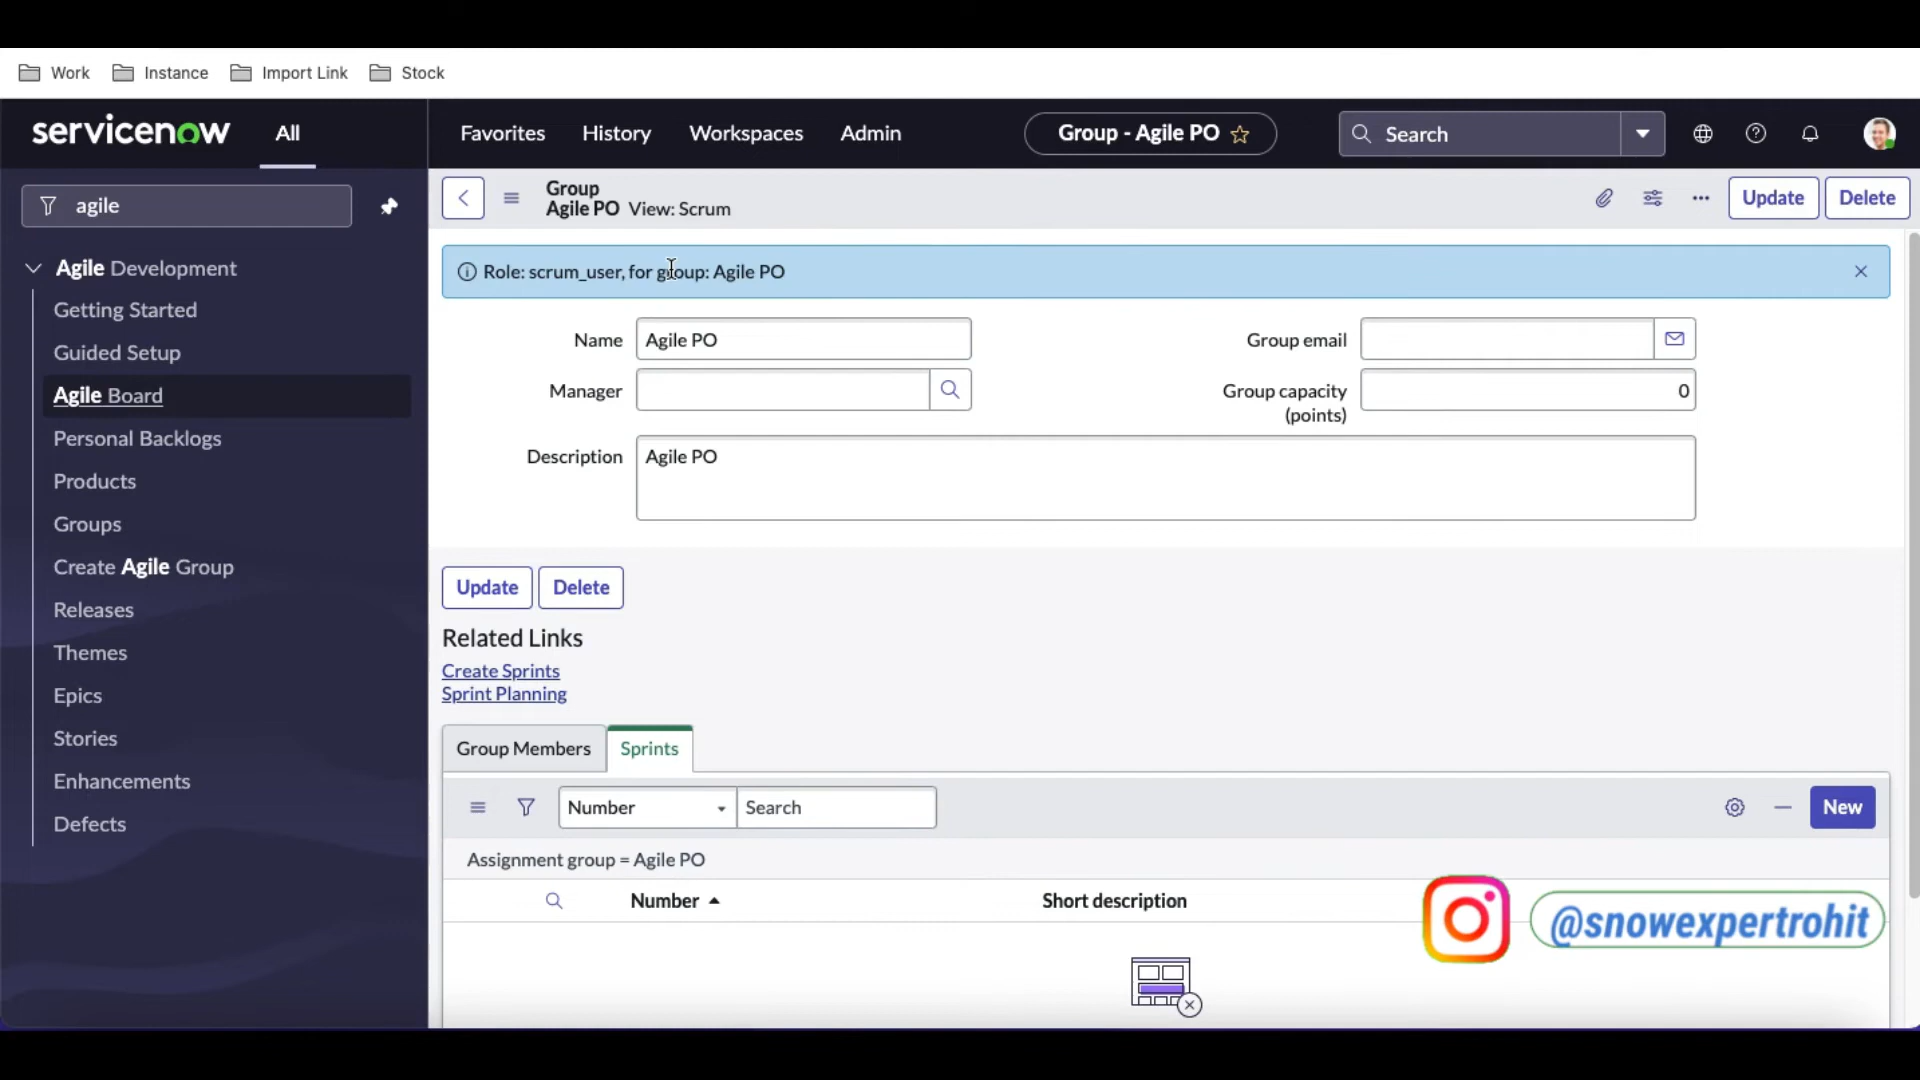 Work Instance Import Link Stock
servicenow All Favorites History Workspaces Admin Group - Agile PO Search
agile
Group
Agile PO View: Scrum
Update Delete
Agile Development
Getting Started
Guided Setup
Agile Board
Personal Backlogs
Products
Groups
Create Agile Group
Releases
Themes
Epics
Stories
Enhancements
Defects
Role: scrum_user, for group: Agile PO
Name Agile PO Group email
Manager Group capacity
(points) 0
Description Agile PO
Update Delete
Related Links
Create Sprints
Sprint Planning
Group Members Sprints
Number Search New
Assignment group = Agile PO
Number Short description
@snowexpertrohit